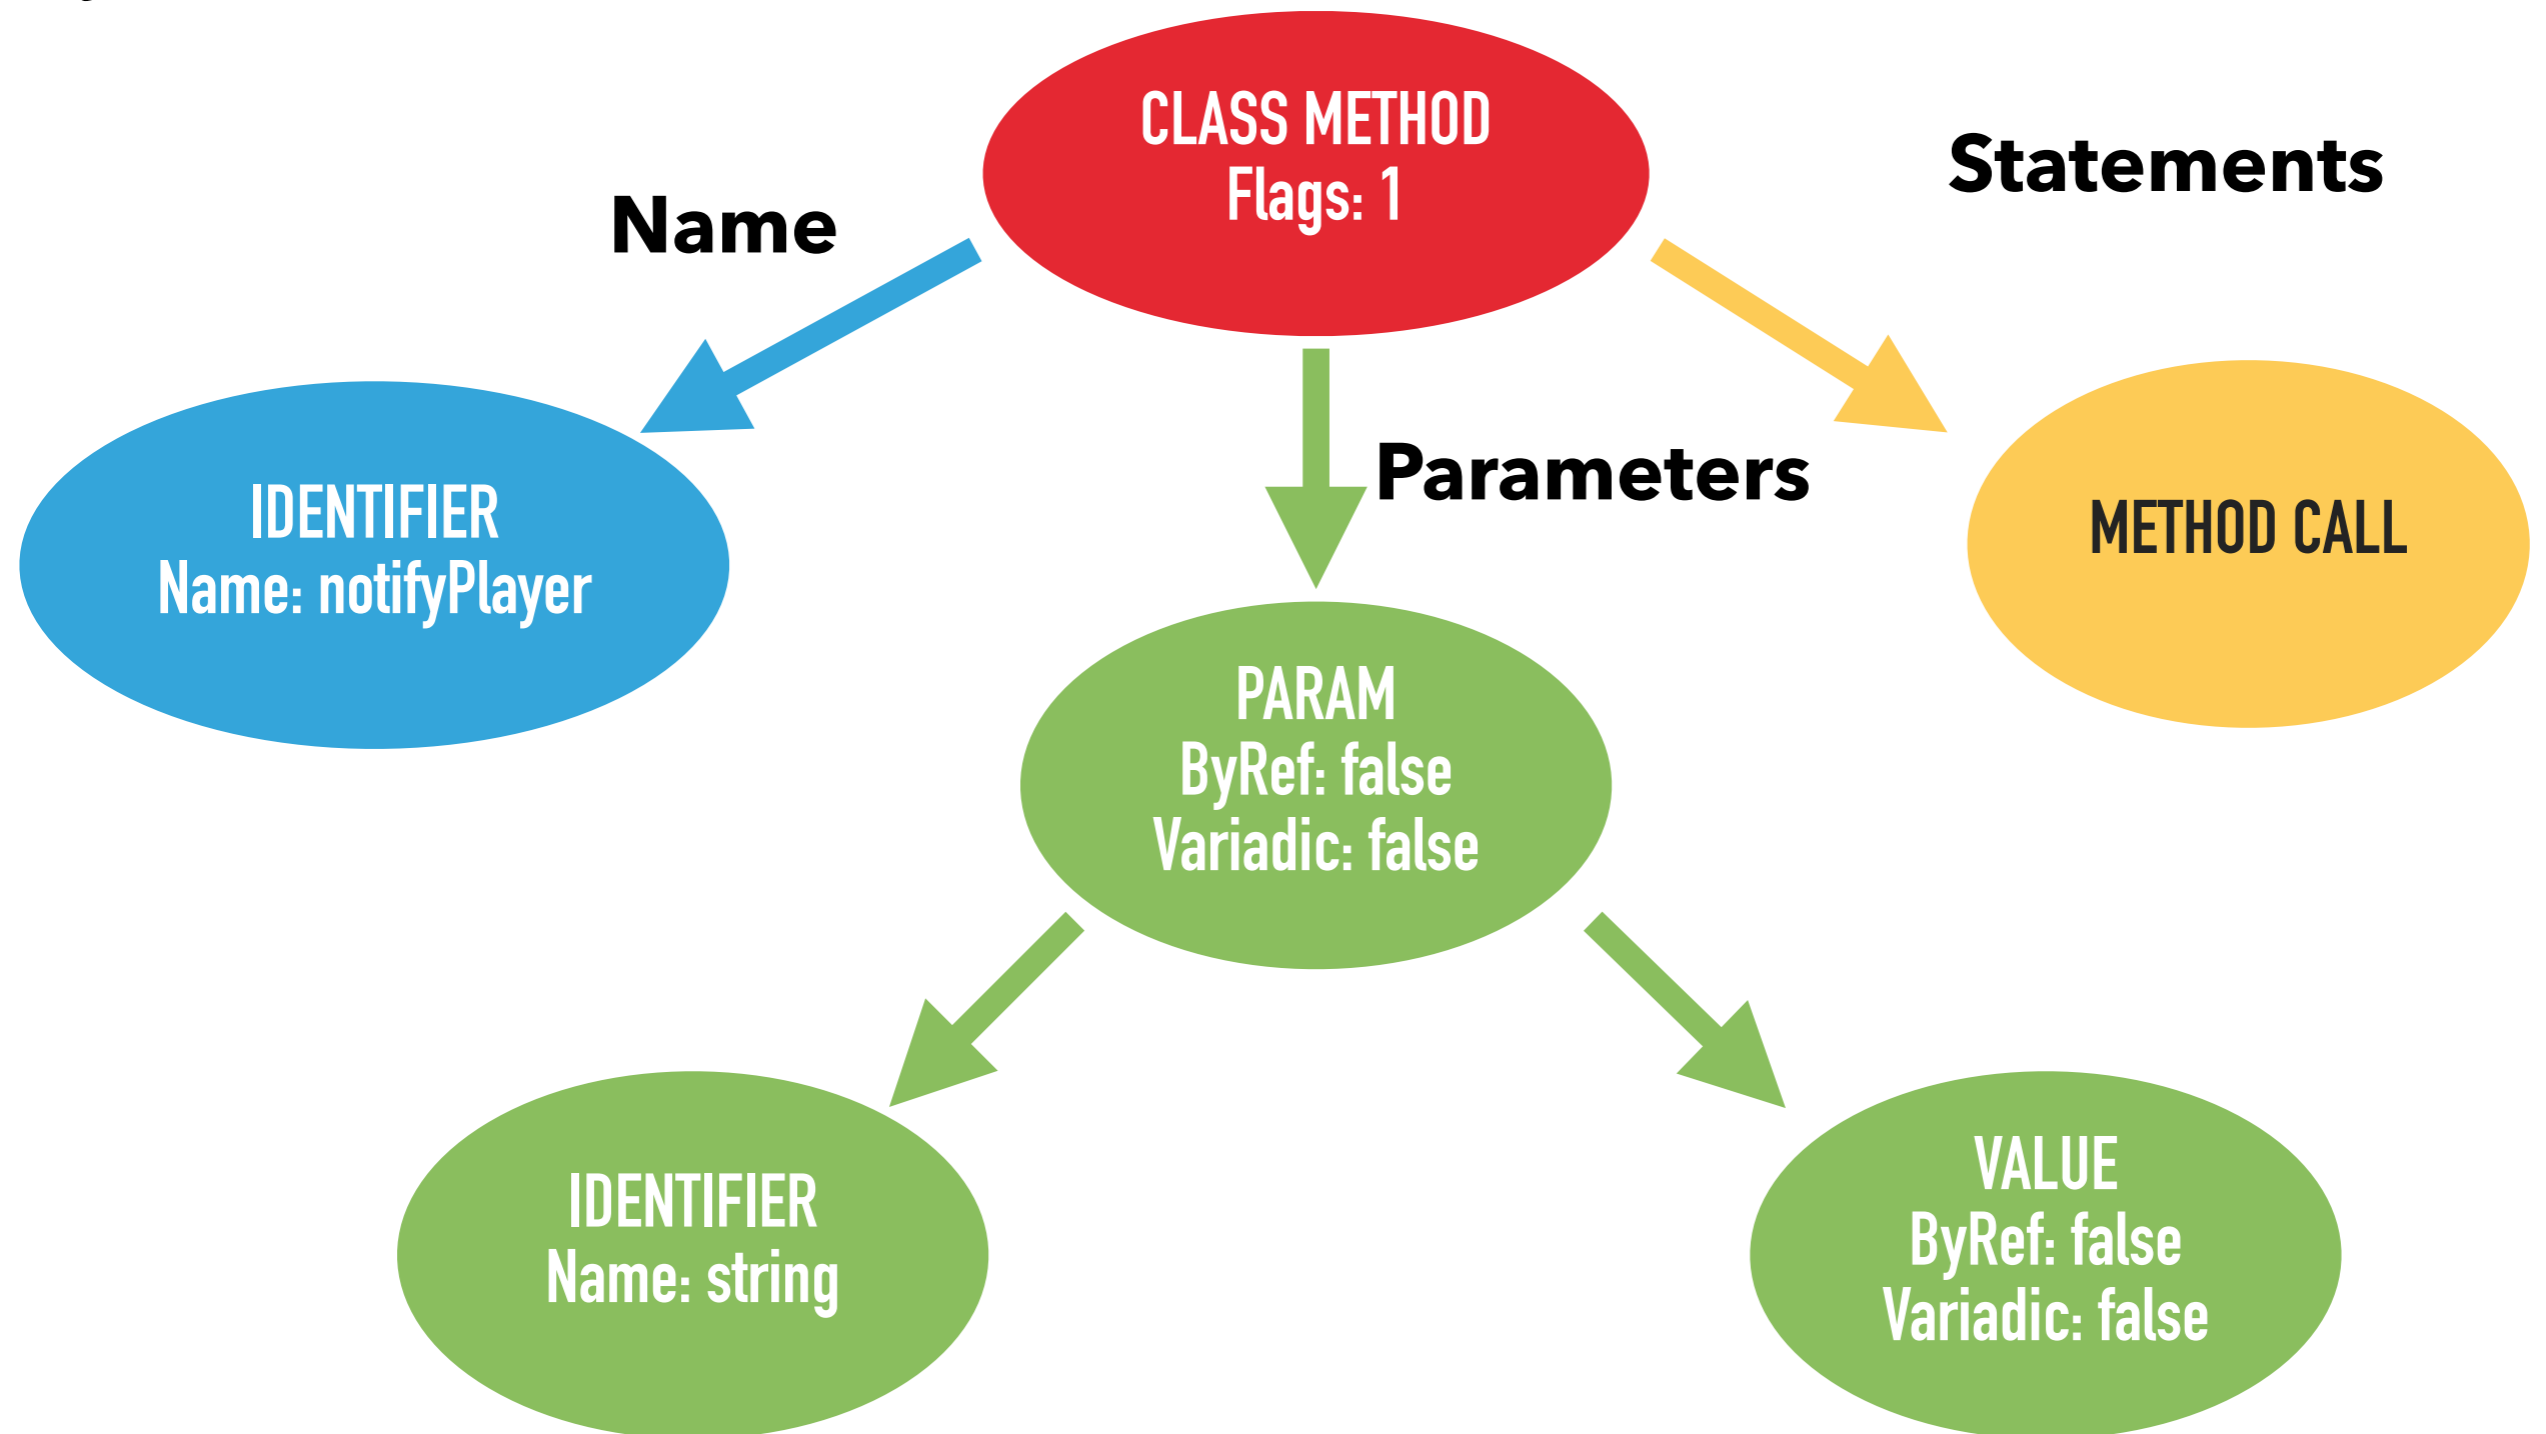 CLASS METHOD
Flags: 1
Name
Statements
Parameters
IDENTIFIER
Name: notifyPlayer
METHOD CALL
PARAM
ByRef: false
Variadic: false
IDENTIFIER
Name: string
VALUE
ByRef: false
Variadic: false